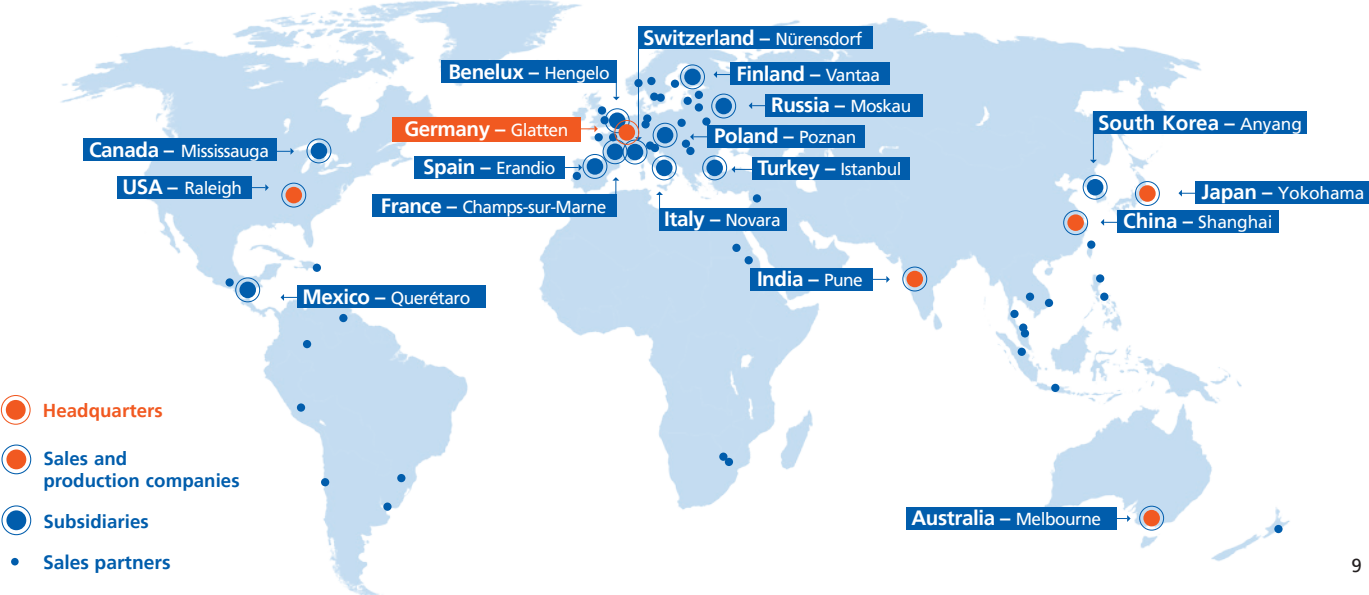 Switzerland – Nürensdorf
Benelux – Hengelo
Finland – Vantaa
Russia – Moskau
Germany – Glatten
South Korea – Anyang
Poland – Poznan
Canada – Mississauga
Spain – Erandio
Turkey – Istanbul
USA – Raleigh
Japan – Yokohama
France – Champs-sur-Marne
Italy – Novara
China – Shanghai
India – Pune
Mexico – Querétaro
Headquarters
Sales and
production companies
Subsidiaries
Australia – Melbourne
Sales partners
9